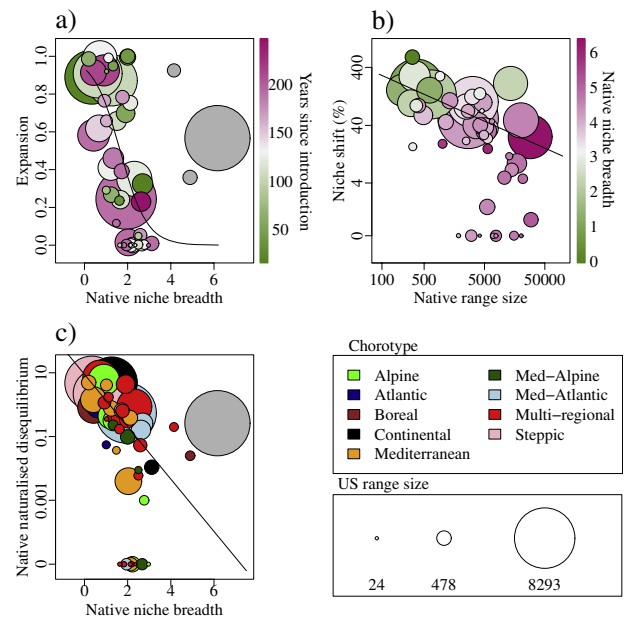 a)
1.0
0.8
0.6
0.4
0.2
0.0
Expansion
0 2 4 6
Native niche breadth
200
150
100
50
Years since introduction
b)
400
40
4
0
Niche shift (%)
100 500 5000 50000
Native range size
6
5
4
3
2
1
0
Native niche breadth
c)
10
0.1
0.001
0
Native naturalised disequilibrium
0 2 4 6
Native niche breadth
Chorotype
Alpine
Atlantic
Boreal
Continental
Mediterranean
Med−Alpine
Med−Atlantic
Multi−regional
Steppic
US range size
24 478 8293